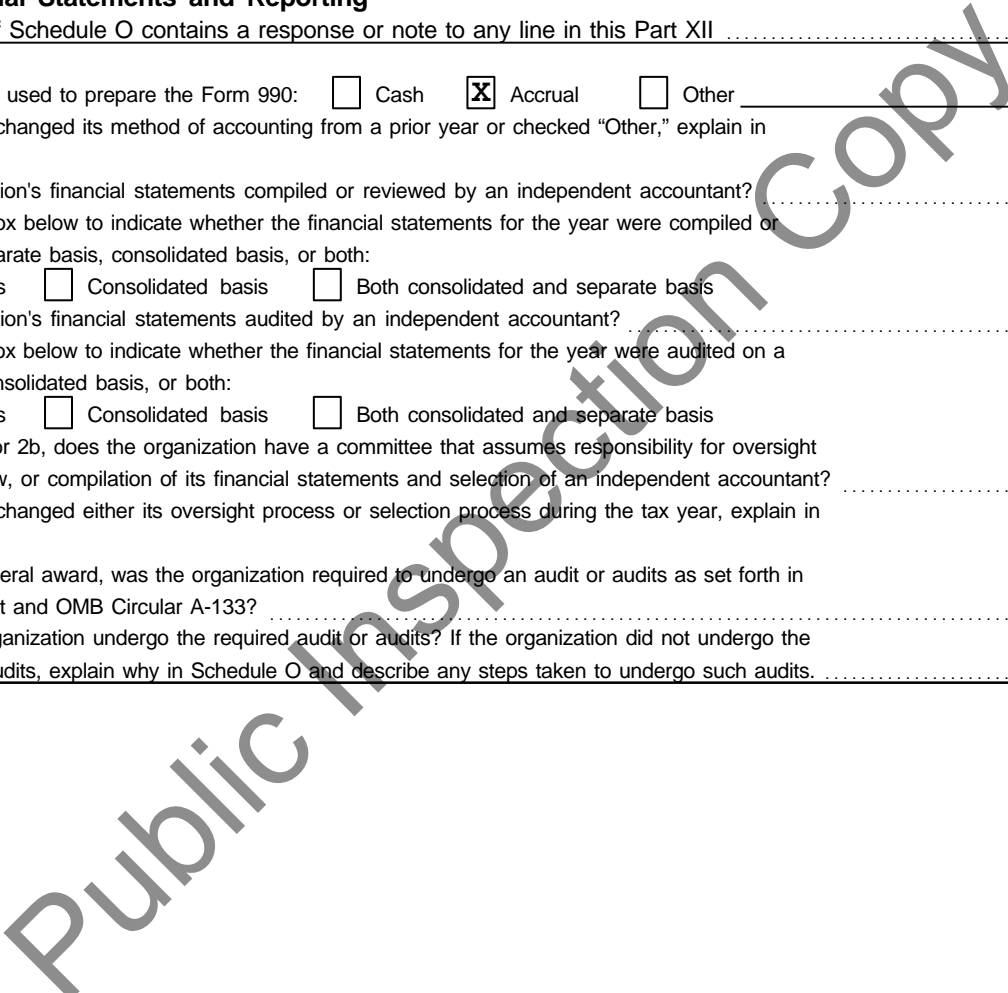 ial Statements and Reporting
f Schedule O contains a response or note to any line in this Part XII
used to prepare the Form 990: Cash X Accrual Other
changed its method of accounting from a prior year or checked “Other,” explain in
ion's financial statements compiled or reviewed by an independent accountant?
ox below to indicate whether the financial statements for the year were compiled or
arate basis, consolidated basis, or both:
s Consolidated basis Both consolidated and separate basis
ion's financial statements audited by an independent accountant?
ox below to indicate whether the financial statements for the year were audited on a
nsolidated basis, or both:
s Consolidated basis Both consolidated and separate basis
or 2b, does the organization have a committee that assumes responsibility for oversight
w, or compilation of its financial statements and selection of an independent accountant?
changed either its oversight process or selection process during the tax year, explain in
eral award, was the organization required to undergo an audit or audits as set forth in
t and OMB Circular A-133?
ganization undergo the required audit or audits? If the organization did not undergo the
udits, explain why in Schedule O and describe any steps taken to undergo such audits.
Public Inspection Copy